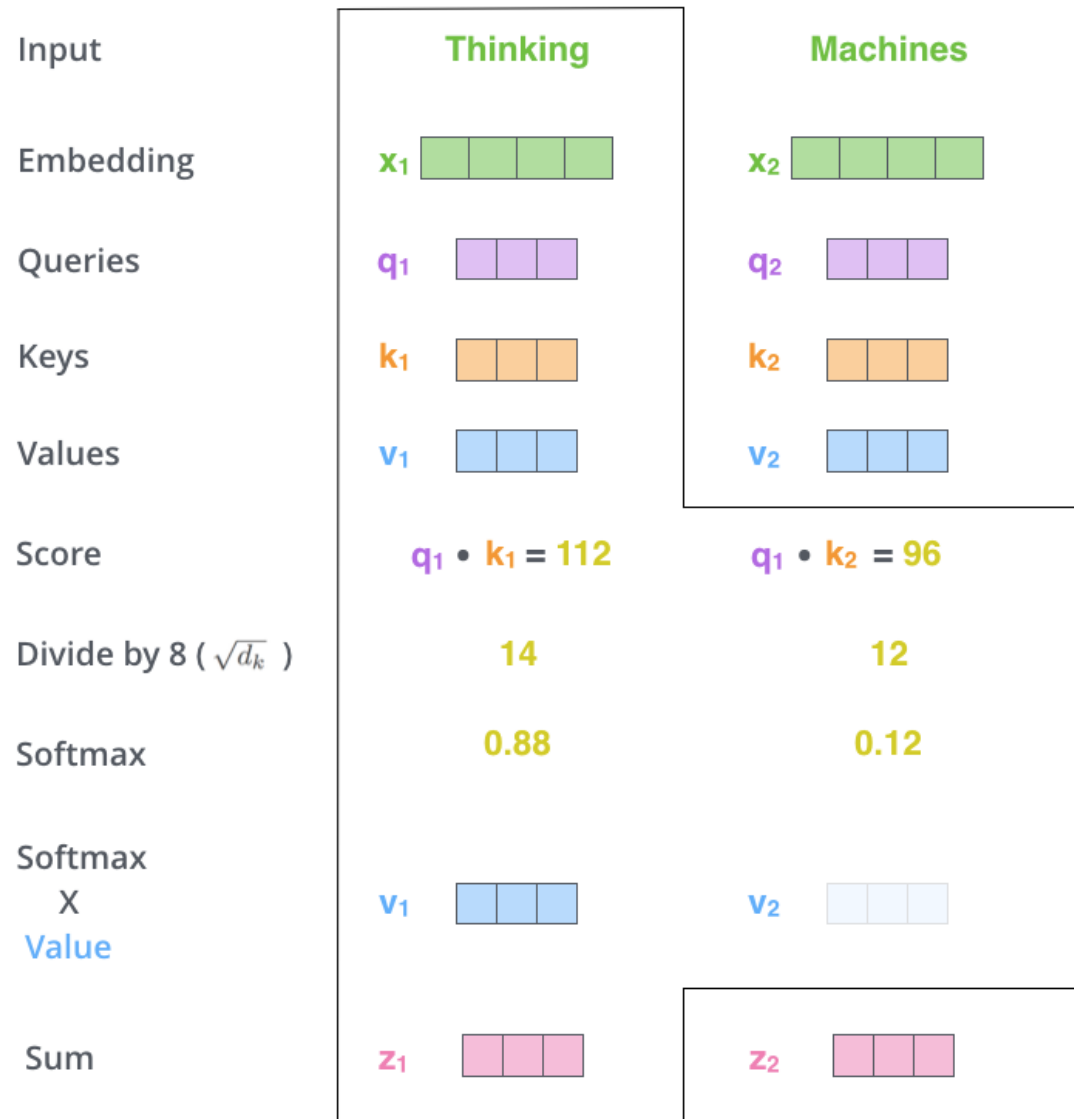 Input Thinking Machines
Embedding x₁ x₂
Queries q₁ q₂
Keys k₁ k₂
Values v₁ v₂
Score q₁ • k₁ = 112 q₁ • k₂ = 96
Divide by 8 ( √dₖ ) 14 12
Softmax 0.88 0.12
Softmax
X
Value v₁ v₂
Sum z₁ z₂